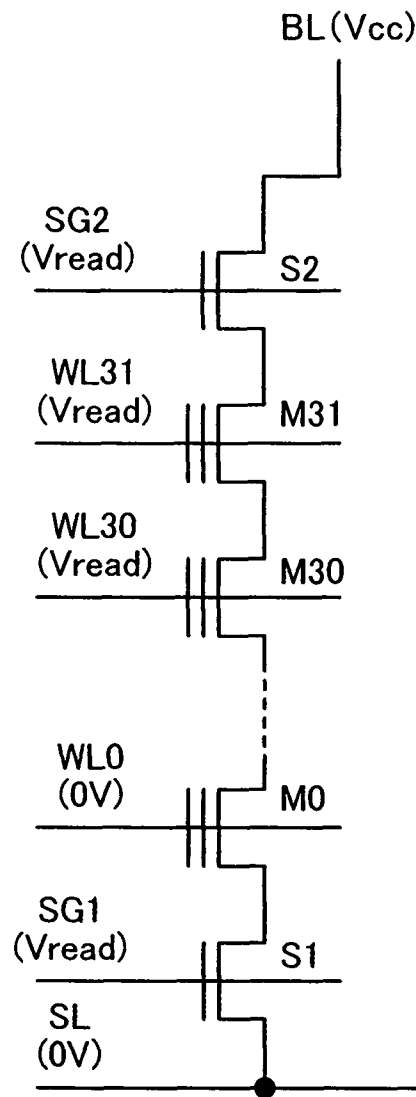 BL(Vcc)
SG2
(Vread)
S2
WL31
(Vread)
M31
WL30
(Vread)
M30
WL0
(0V)
M0
SG1
(Vread)
S1
SL
(0V)